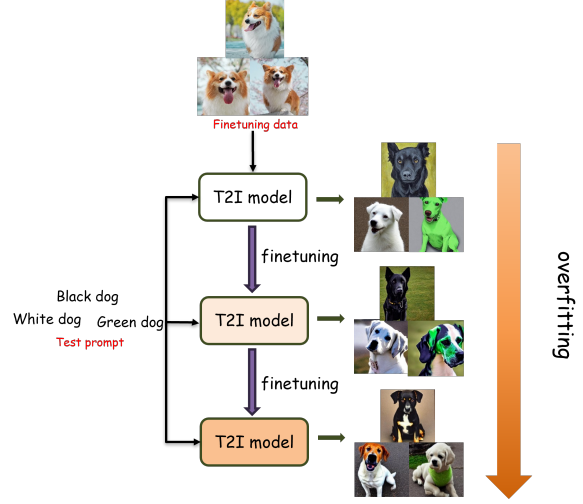 Finetuning data
T2I model
finetuning
Black dog
White dog
Green dog
Test prompt
T2I model
finetuning
T2I model
overfitting